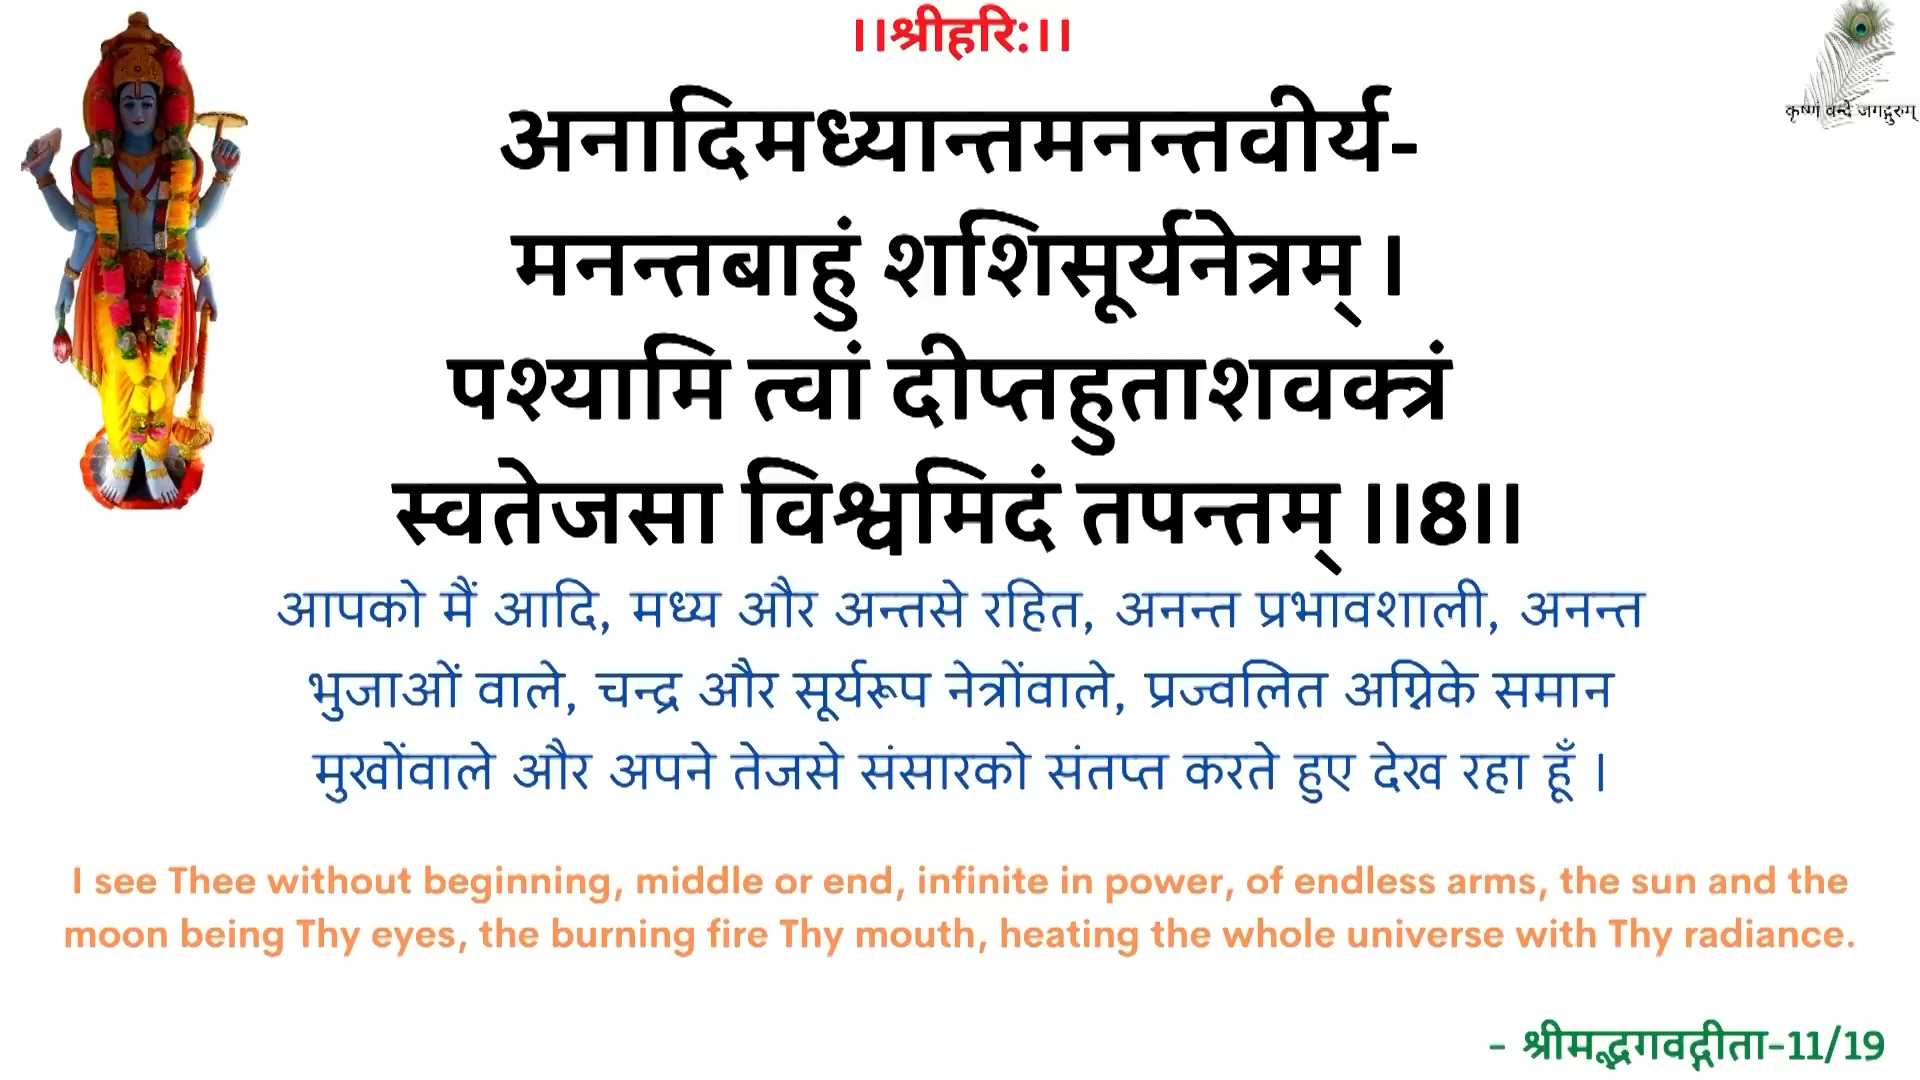 ।।श्रीहरि:।।
कृष्णं वन्दे जगद्गुरुम्
अनादिमध्यान्तमनन्तवीर्य-
मनन्तबाहुं शशिसूर्यनेत्रम् ।
पश्यामि त्वां दीप्तहुताशवक्त्रं
स्वतेजसा विश्वमिदं तपन्तम् ।।8।।
आपको मैं आदि, मध्य और अन्तसे रहित, अनन्त प्रभावशाली, अनन्त
भुजाओं वाले, चन्द्र और सूर्यरूप नेत्रोंवाले, प्रज्वलित अग्निके समान
मुखोंवाले और अपने तेजसे संसारको संतप्त करते हुए देख रहा हूँ ।
I see Thee without beginning, middle or end, infinite in power, of endless arms, the sun and the
moon being Thy eyes, the burning fire Thy mouth, heating the whole universe with Thy radiance.
- श्रीमद्भगवद्गीता-11/19